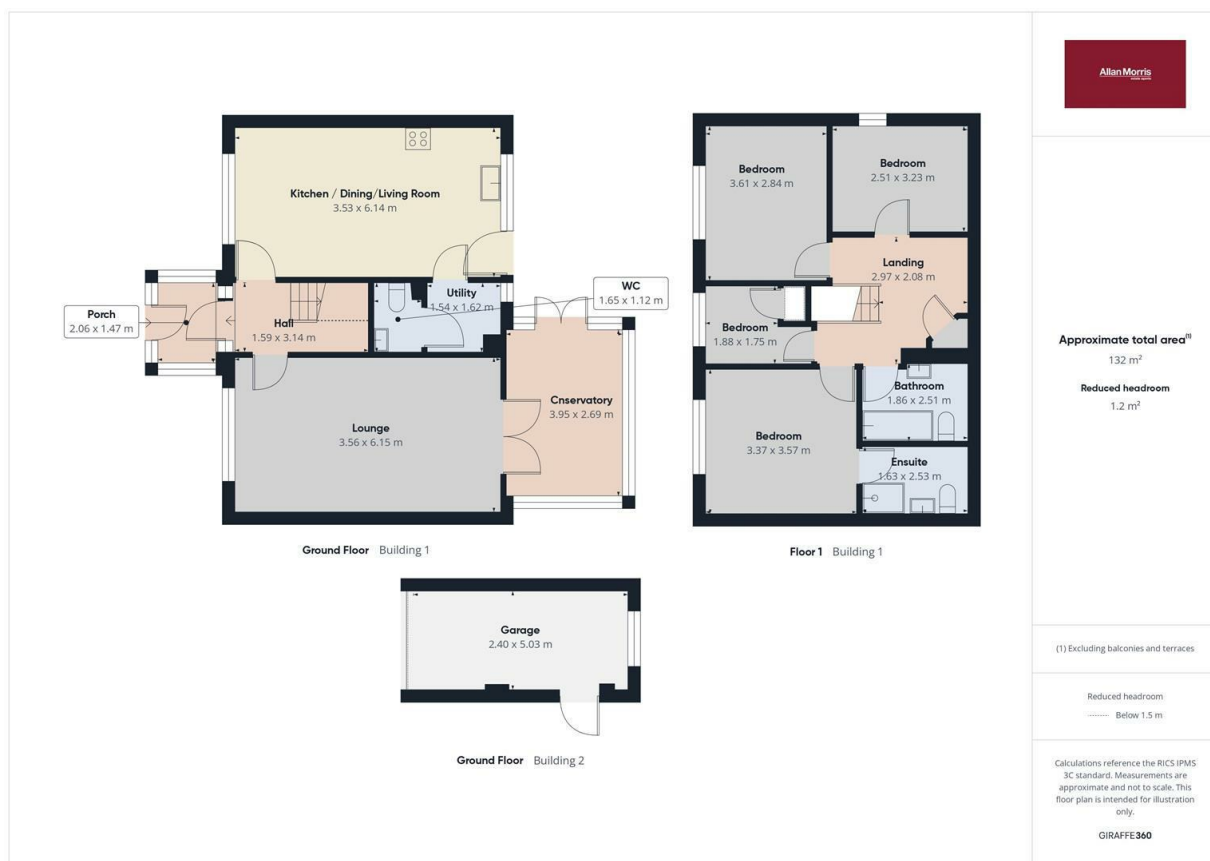 Kitchen / Dining/Living Room
3.53 x 6.14 m
Porch
2.06 x 1.47 m
Hall
1.59 x 3.14 m
Utility
1.54 x 1.62 m
WC
1.65 x 1.12 m
Lounge
3.56 x 6.15 m
Cnservatory
3.95 x 2.69 m
Ground Floor Building 1
Bedroom
3.61 x 2.84 m
Bedroom
2.51 x 3.23 m
Landing
2.97 x 2.08 m
Bedroom
1.88 x 1.75 m
Bathroom
1.86 x 2.51 m
Bedroom
3.37 x 3.57 m
Ensuite
1.63 x 2.53 m
Floor 1 Building 1
Garage
2.40 x 5.03 m
Ground Floor Building 2
Allan Morris
estate agents
Approximate total area(1)
132 m²
Reduced headroom
1.2 m²
(1) Excluding balconies and terraces
Reduced headroom
Below 1.5 m
Calculations reference the RICS IPMS
3C standard. Measurements are
approximate and not to scale. This
floor plan is intended for illustration
only.
GIRAFFE360